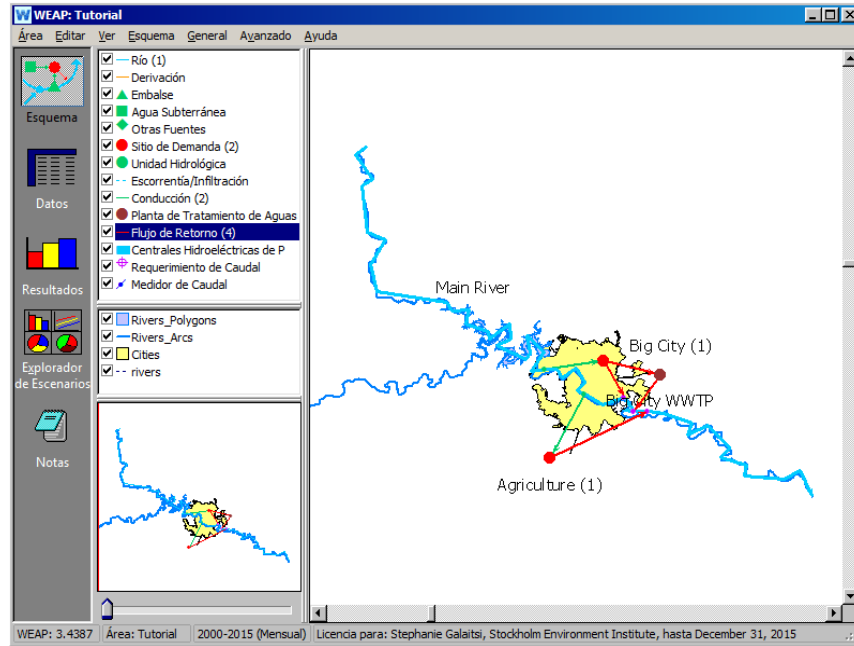 WEAP: Tutorial
Área Editar Ver Esquema General Avanzado Ayuda
Esquema
Datos
Resultados
Explorador
de Escenarios
Notas
Río (1)
Derivación
Embalse
Agua Subterránea
Otras Fuentes
Sitio de Demanda (2)
Unidad Hidrológica
Escorrentía/Infiltración
Conducción (2)
Planta de Tratamiento de Aguas
Flujo de Retorno (4)
Centrales Hidroeléctricas de P
Requerimiento de Caudal
Medidor de Caudal
Rivers_Polygons
Rivers_Arcs
Cities
rivers
Main River
Big City (1)
Big City WWTP
Agriculture (1)
WEAP: 3.4387 Área: Tutorial 2000-2015 (Mensual) Licencia para: Stephanie Galaitsi, Stockholm Environment Institute, hasta December 31, 2015